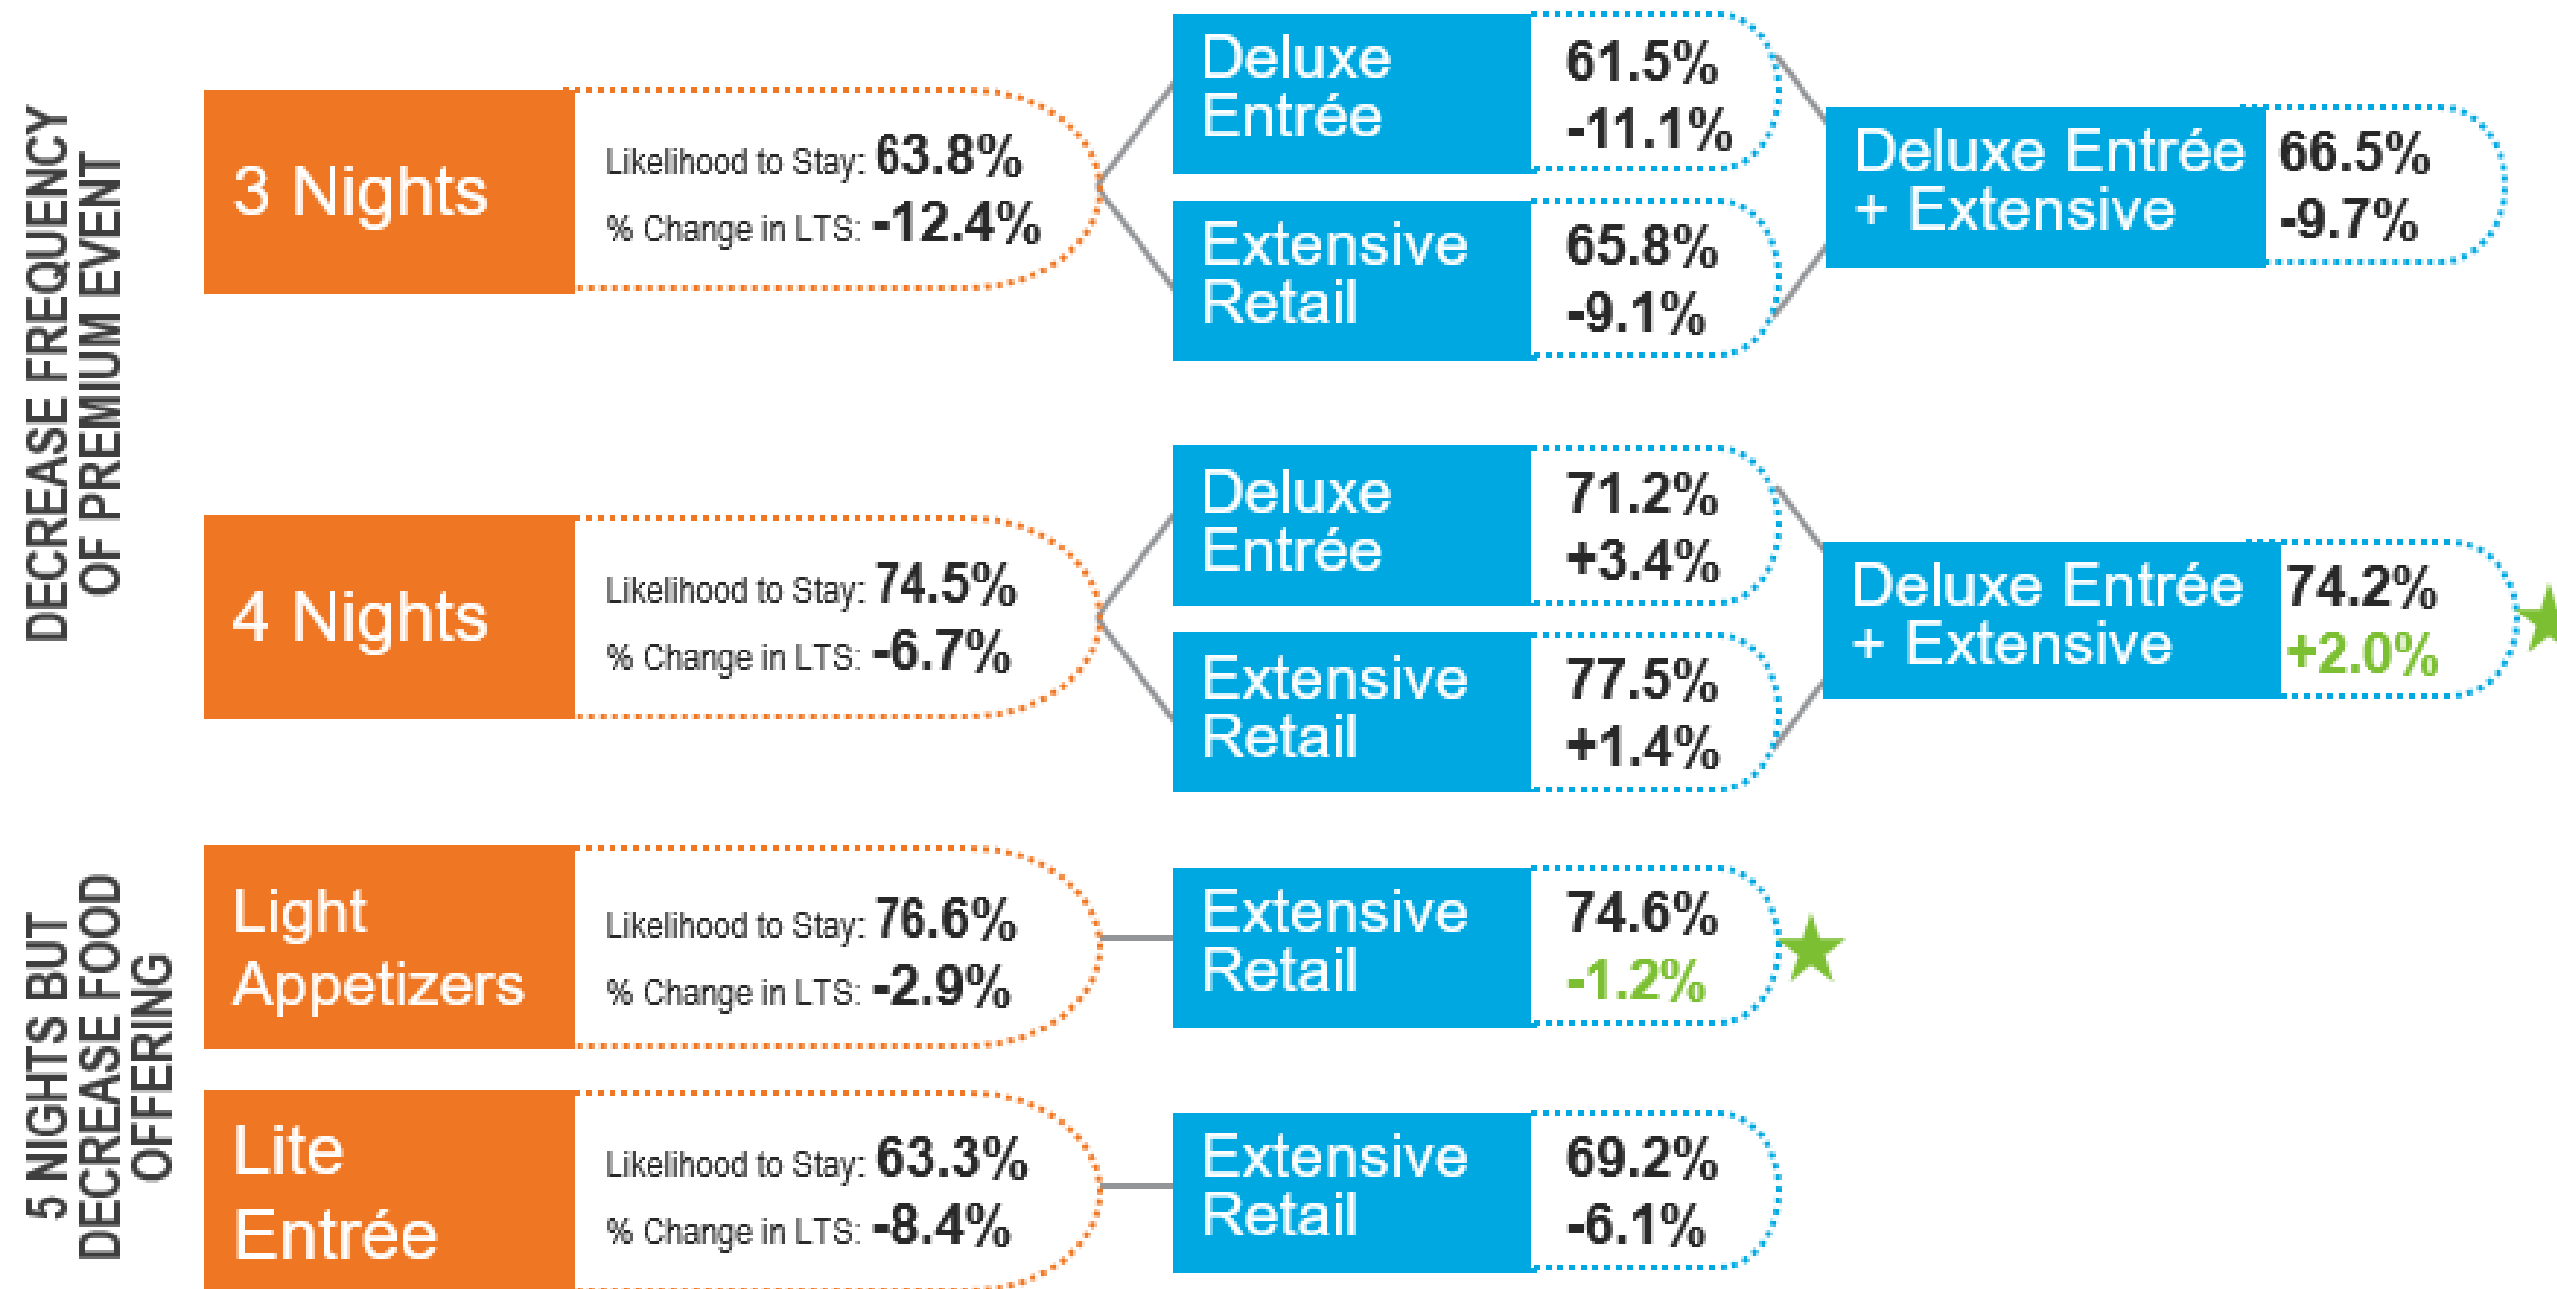 DECREASE FREQUENCY
OF PREMIUM EVENT
3 Nights
Likelihood to Stay: 63.8%
% Change in LTS: -12.4%
Deluxe
Entrée
61.5%
-11.1%
Extensive
Retail
65.8%
-9.1%
Deluxe Entrée
+ Extensive
66.5%
-9.7%
4 Nights
Likelihood to Stay: 74.5%
% Change in LTS: -6.7%
Deluxe
Entrée
71.2%
+3.4%
Extensive
Retail
77.5%
+1.4%
Deluxe Entrée
+ Extensive
74.2%
+2.0%
5 NIGHTS BUT
DECREASE FOOD
OFFERING
Light
Appetizers
Likelihood to Stay: 76.6%
% Change in LTS: -2.9%
Extensive
Retail
74.6%
-1.2%
Lite
Entrée
Likelihood to Stay: 63.3%
% Change in LTS: -8.4%
Extensive
Retail
69.2%
-6.1%